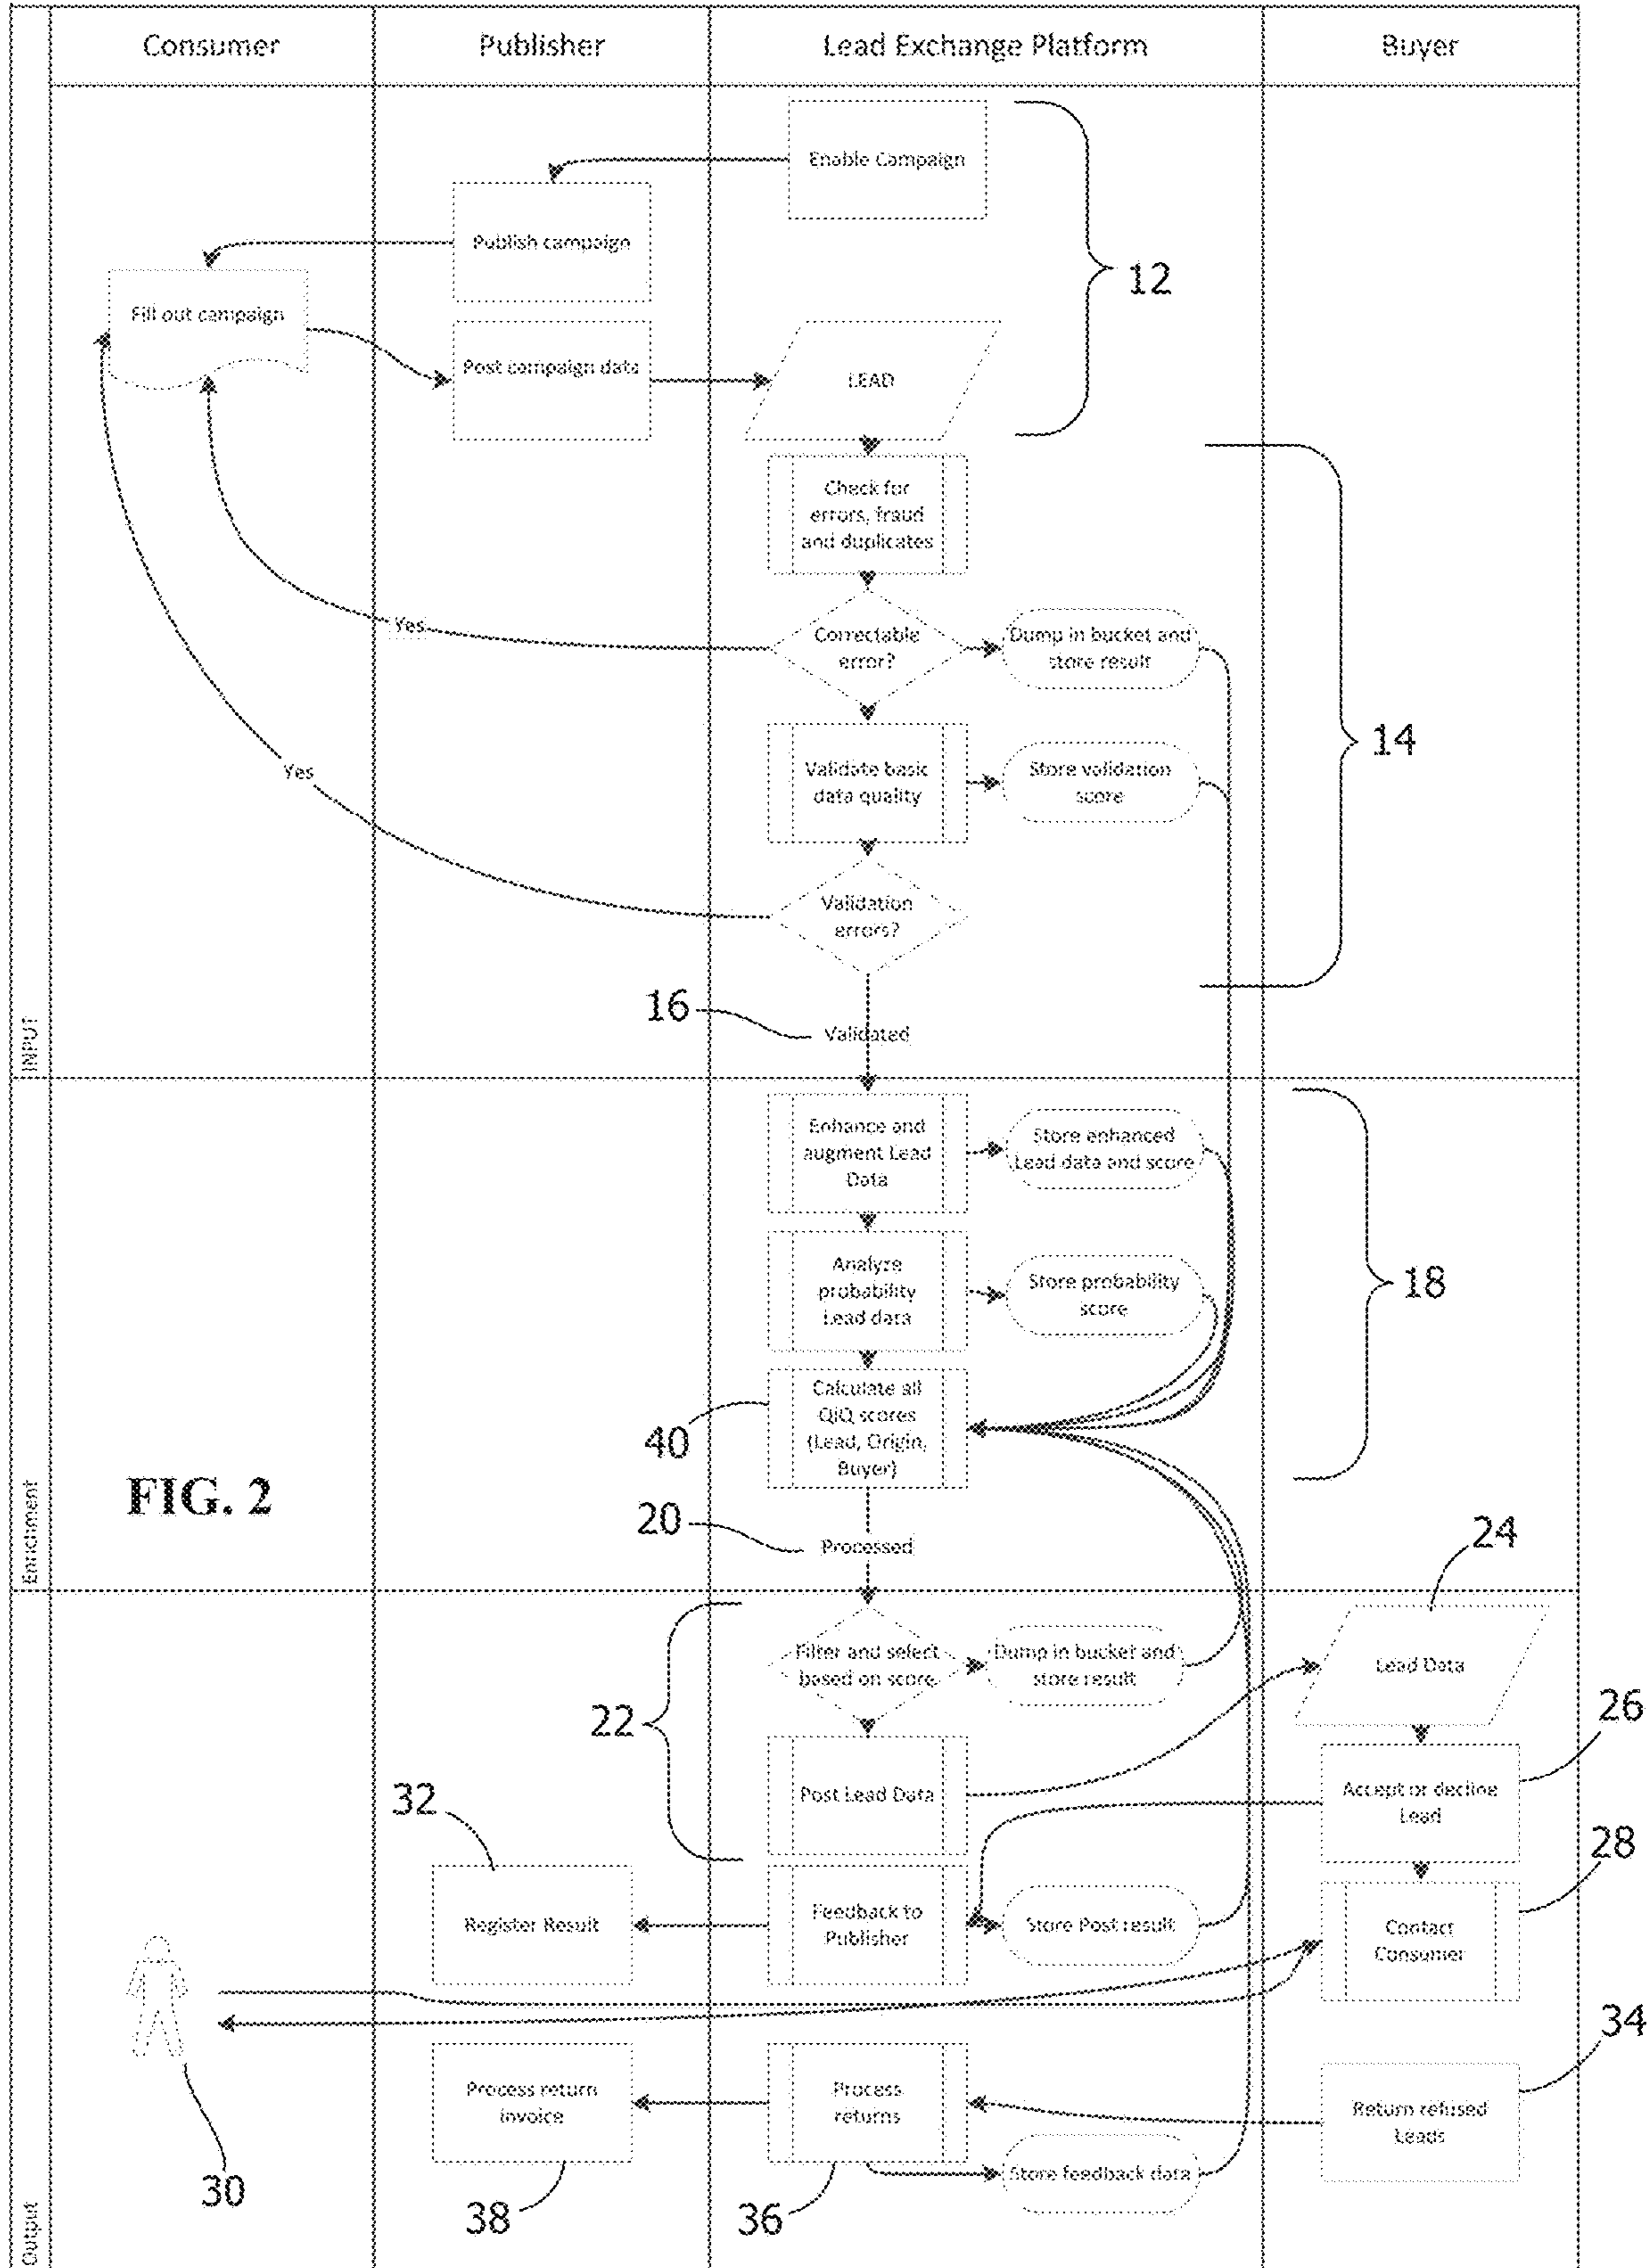 Consumer
Publisher
Lead Exchange Platform
Buyer
Enable Campaign
Publish campaign
12
Fill out campaign
Post campaign data
LEAD
Check for
errors, fraud
and duplicates
Yes
Correctable
error?
Dump in bucket and
store result
14
Yes
Validate basic
data quality
Store validation
score
Validation
errors?
16
Validated
INPUT
Enhance and
augment Lead
Data
Store enhanced
Lead data and score
18
Analyze
probability
Lead data
Store probability
score
40
Calculate all
QiQ scores
(Lead, Origin,
Buyer)
FIG. 2
20
Processed
24
Enrichment
Filter and select
based on score
Dump in bucket and
store result
Lead Data
22
26
Post Lead Data
Accept or decline
Lead
32
28
Register Result
Feedback to
Publisher
Store Post result
Contact
Consumer
34
Process return
invoice
Process
returns
Return refused
Leads
Store feedback data
30
38
36
Output